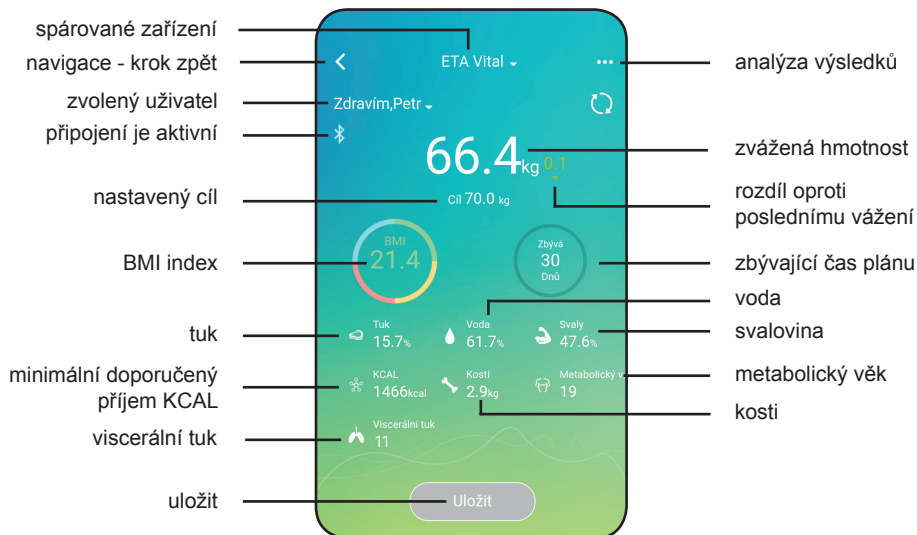 spárované zařízení
navigace - krok zpět
zvolený uživatel
připojení je aktivní
nastavený cíl
BMI index
tuk
minimální doporučený
příjem KCAL
viscerální tuk
uložit
ETA Vital
Zdravím,Petr
66.4kg 0.1
Cíl 70.0 kg
BMI
21.4
Zbývá
30
Dnů
Tuk
15.7%
Voda
61.7%
Svaly
47.6%
KCAL
1466kcal
Kosti
2.9kg
Metabolický v
19
Viscerální tuk
11
Uložit
analýza výsledků
zvážená hmotnost
rozdíl oproti
poslednímu vážení
zbývající čas plánu
voda
svalovina
metabolický věk
kosti